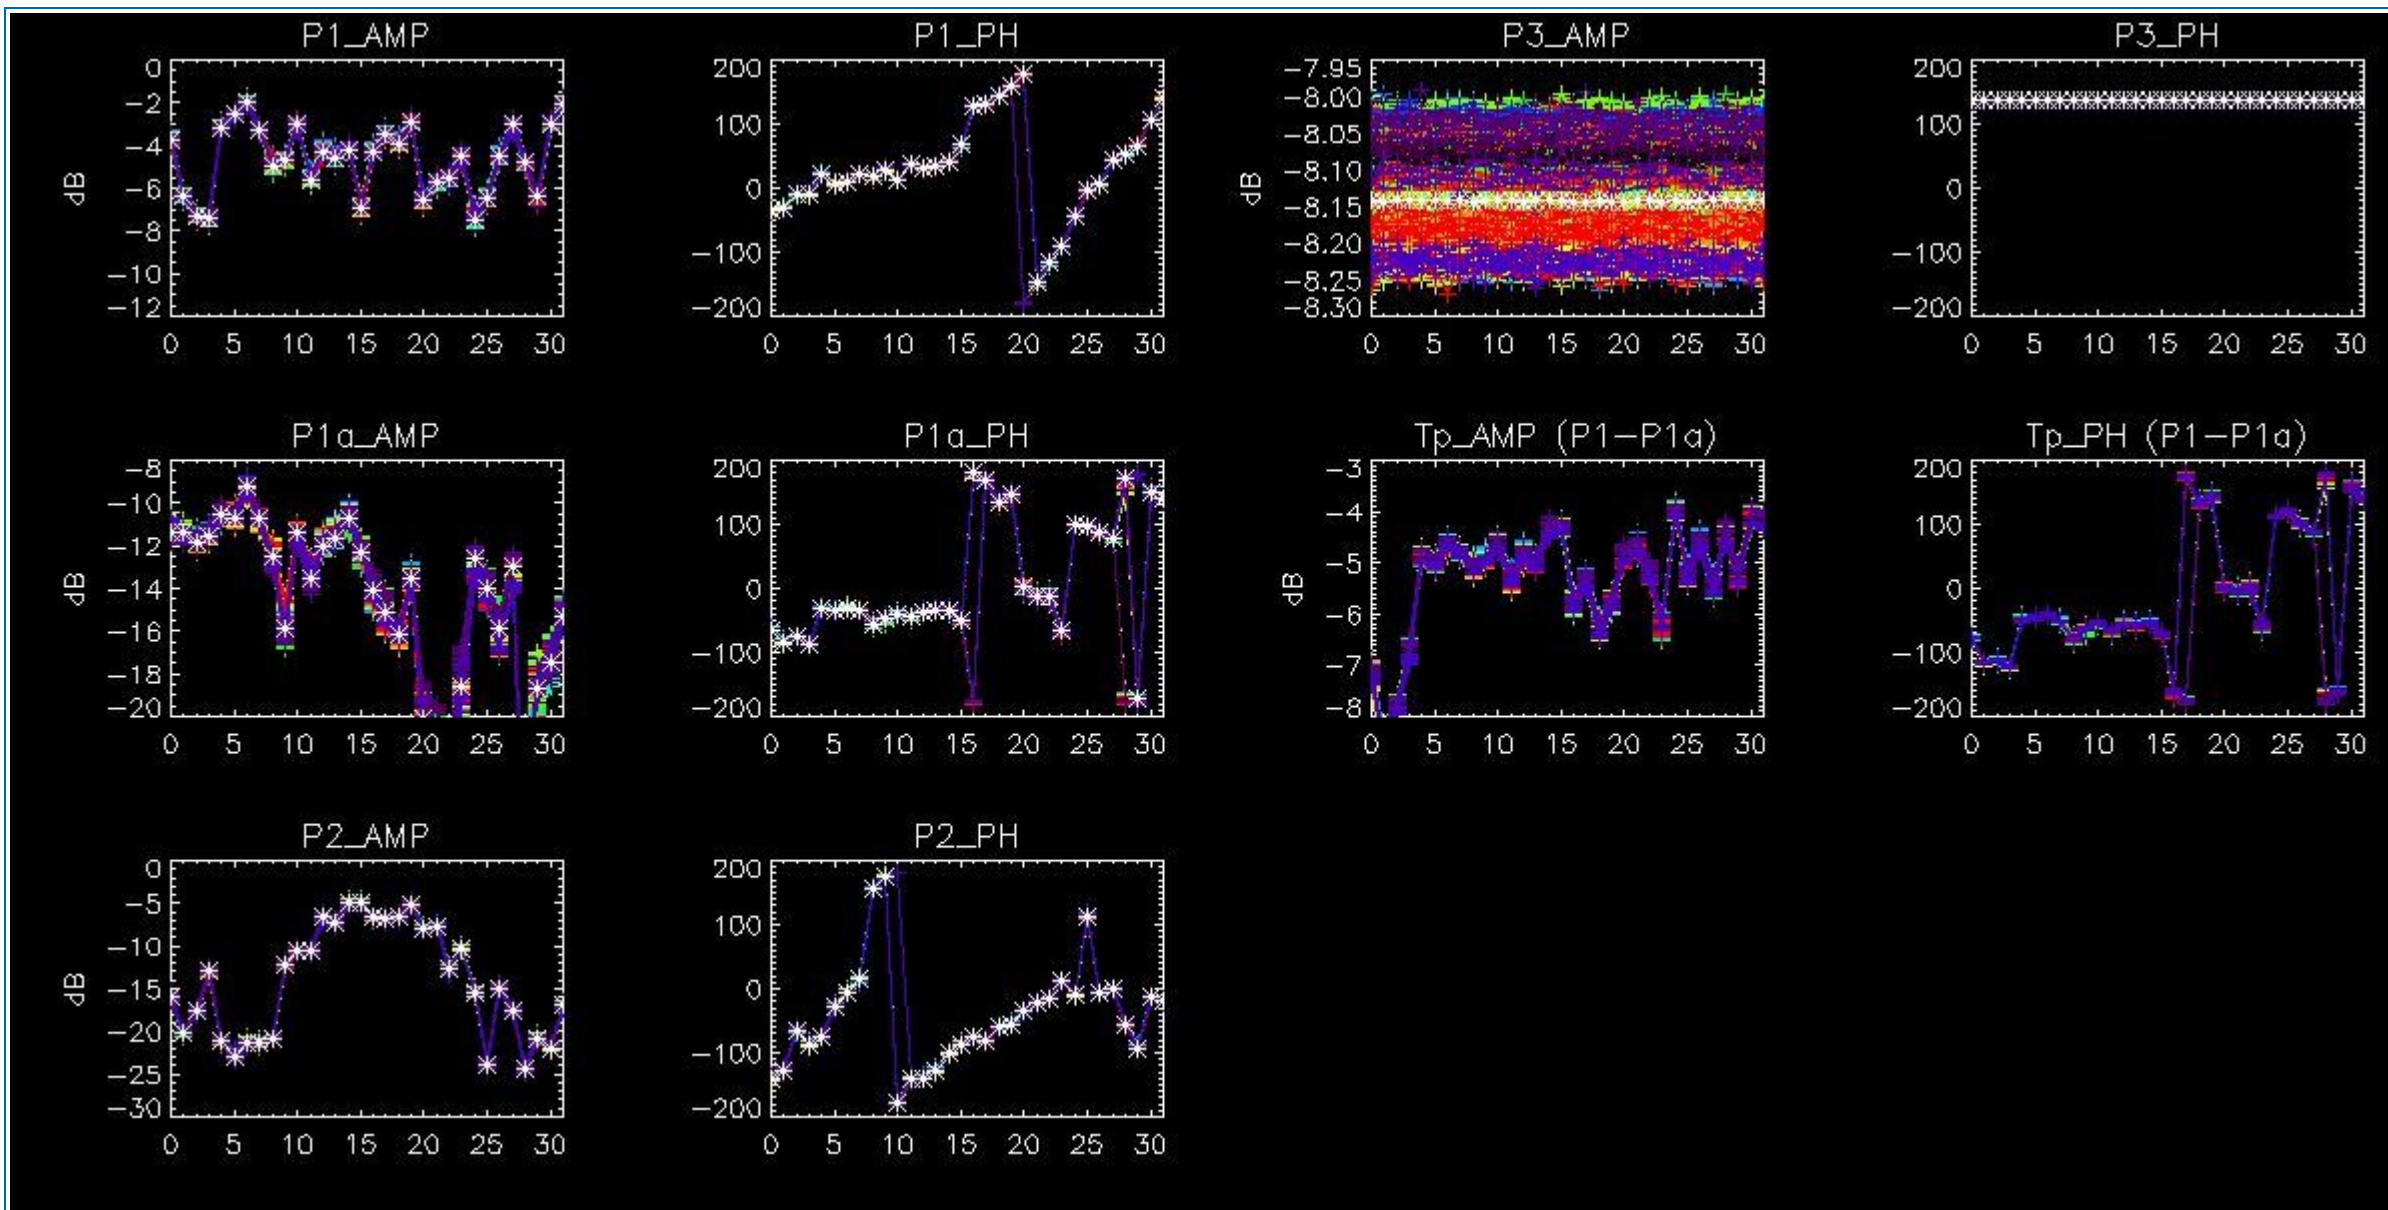 P1_AMP P1_PH P3_AMP P3_PH
0 200 −7.95 200
−2 −8.00
−4 100 −8.05 100
dB −6 0 dB −8.10 0
−8 −8.15
−10 −100 −8.20 −100
−8.25
−12 −200 −8.30 −200
0 5 10 15 20 25 30 0 5 10 15 20 25 30 0 5 10 15 20 25 30 0 5 10 15 20 25 30
P1a_AMP P1a_PH Tp_AMP (P1−P1a) Tp_PH (P1−P1a)
−8 200 −3 200
−10 100 −4 100
−12
dB −14 0 dB −5 0
−16 −6
−18 −100 −7 −100
−20 −200 −8 −200
0 5 10 15 20 25 30 0 5 10 15 20 25 30 0 5 10 15 20 25 30 0 5 10 15 20 25 30
P2_AMP P2_PH
0 200
−5 100
−10
dB −15 0
−20 −100
−25
−30 −200
0 5 10 15 20 25 30 0 5 10 15 20 25 30